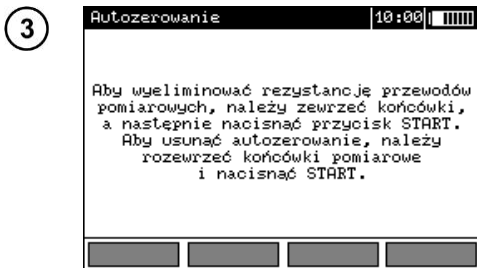 3
Autozerowanie 10:00
Aby wyeliminować rezystancję przewodów
pomiarowych, należy zewrzeć końcówki,
a następnie nacisnąć przycisk START.
Aby usunąć autozerowanie, należy
rozewrzeć końcówki pomiarowe
i nacisnąć START.